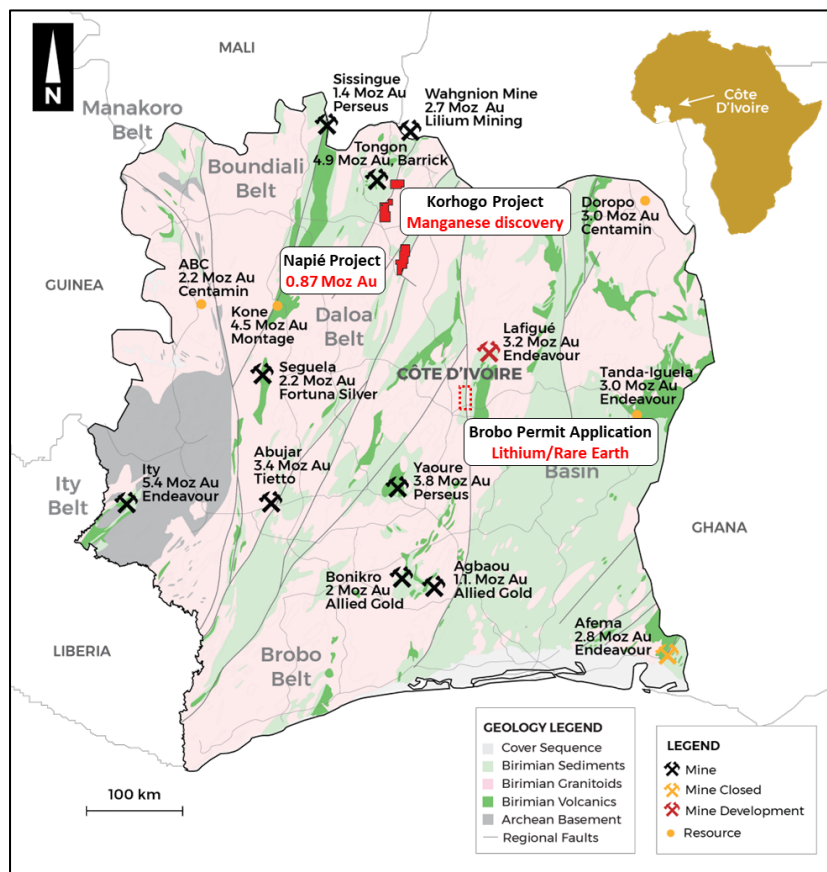 MALI
N
Manakoro
Belt
Sissingue
1.4 Moz Au
Perseus
Wahgnion Mine
2.7 Moz Au
Lilium Mining
Côte
D'Ivoire
Tongon
4.9 Moz Au, Barrick
Boundiali
Belt
Korhogo Project
Manganese discovery
Doropo
3.0 Moz Au
Centamin
Napié Project
0.87 Moz Au
GUINEA
ABC
2.2 Moz Au
Centamin
Kone
4.5 Moz Au
Montage
Daloa
Belt
Lafigué
3.2 Moz Au
Endeavour
Seguela
2.2 Moz Au
Fortuna Silver
CÔTE D'IVOIRE
Tanda-Iguela
3.0 Moz Au
Endeavour
Brobo Permit Application
Lithium/Rare Earth
Basin
Ity
5.4 Moz Au
Endeavour
Ity
Belt
Abujar
3.4 Moz Au
Tietto
Yaoure
3.8 Moz Au
Perseus
GHANA
Bonikro
2 Moz Au
Allied Gold
Agbaou
1.1. Moz Au
Allied Gold
LIBERIA
Brobo
Belt
Afema
2.8 Moz Au
Endeavour
100 km
GEOLOGY LEGEND
Cover Sequence
Birimian Sediments
Birimian Granitoids
Birimian Volcanics
Archean Basement
Regional Faults
LEGEND
Mine
Mine Closed
Mine Development
Resource